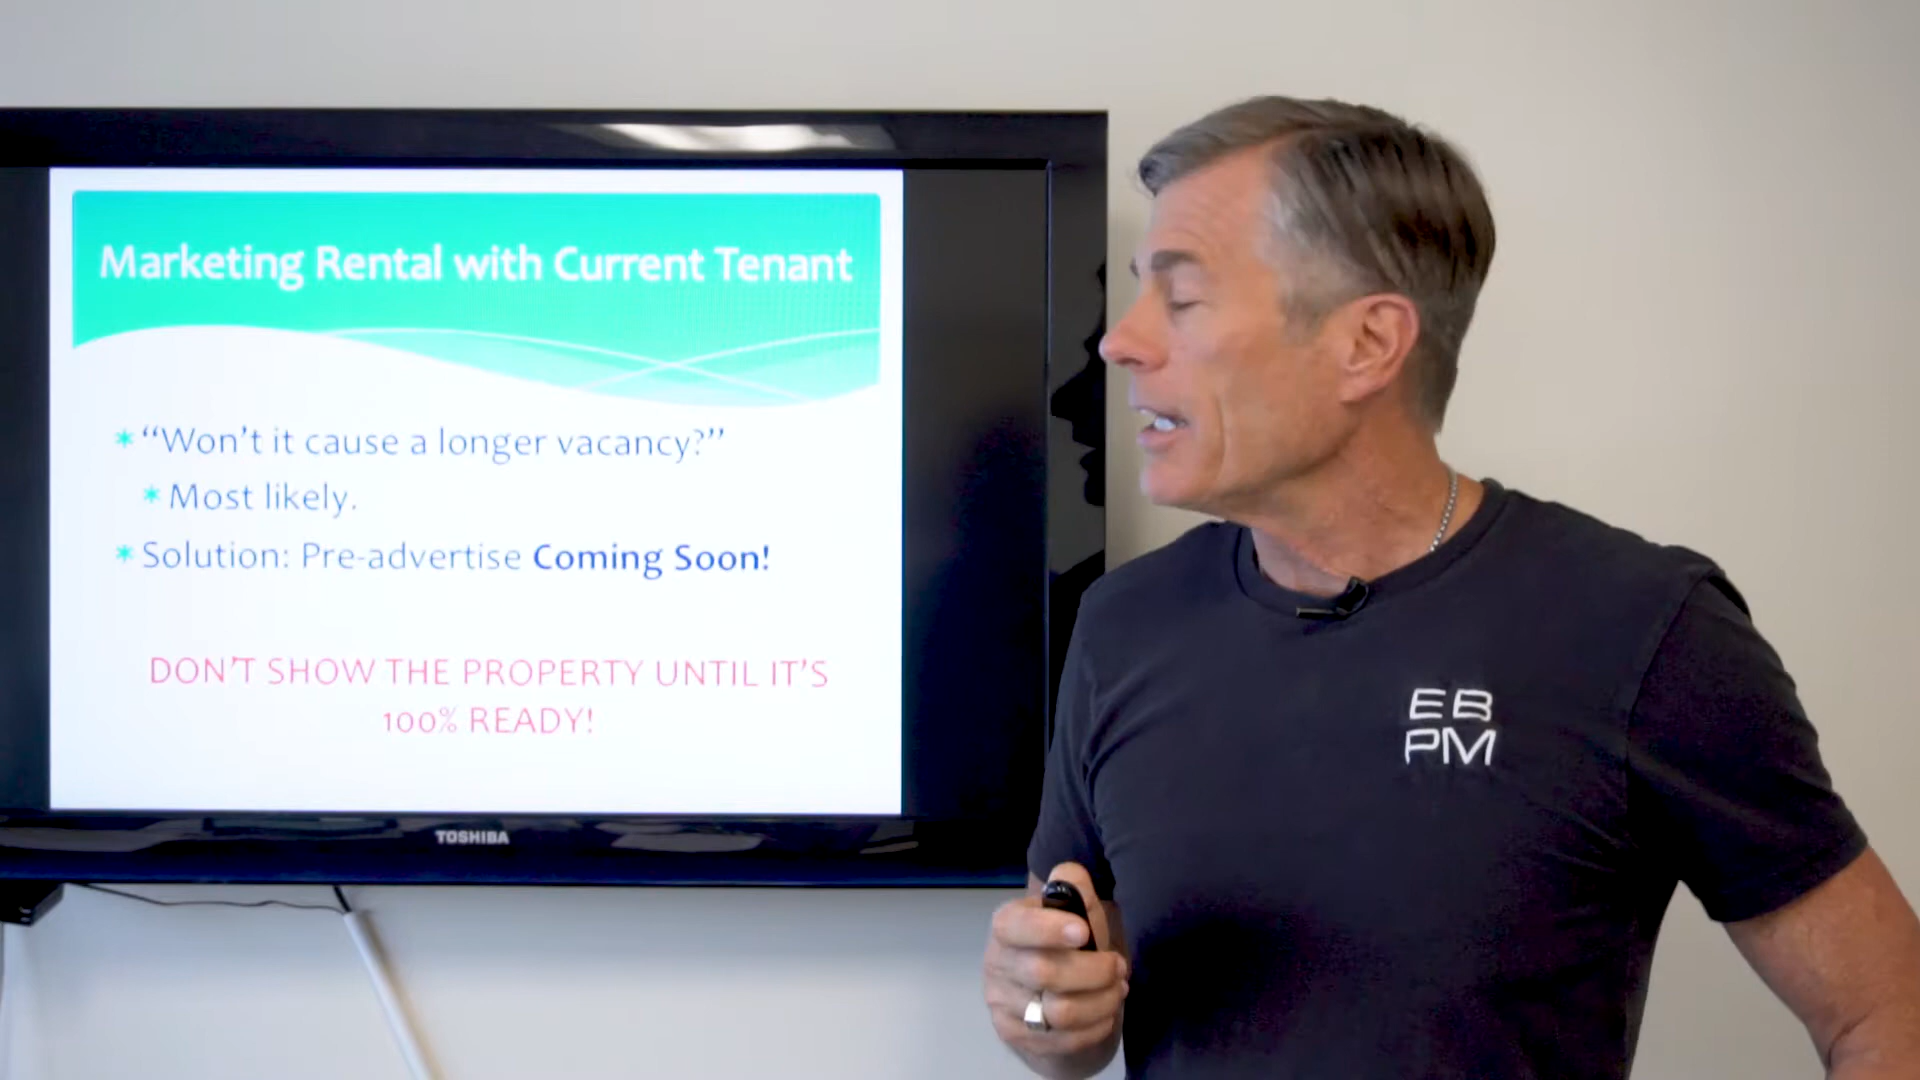 Marketing Rental with Current Tenant
* “Won’t it cause a longer vacancy?”
* Most likely.
* Solution: Pre-advertise Coming Soon!
DON’T SHOW THE PROPERTY UNTIL IT’S
100% READY!
TOSHIBA
EB
PM